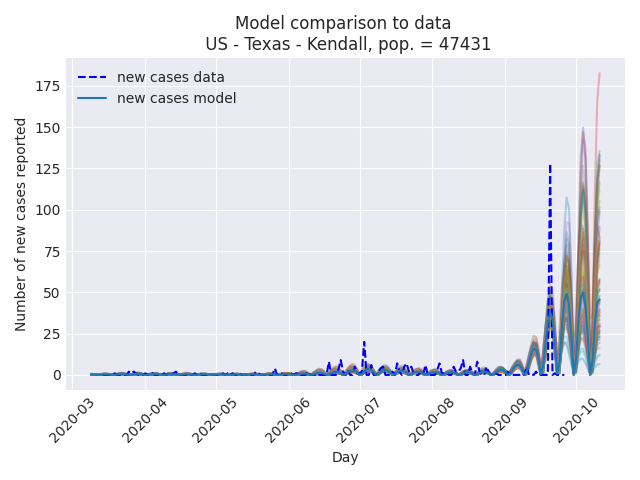 Model comparison to data
US - Texas - Kendall, pop. = 47431
new cases data
new cases model
Number of new cases reported
175
150
125
100
75
50
25
0
2020-03
2020-04
2020-05
2020-06
2020-07
2020-08
2020-09
2020-10
Day